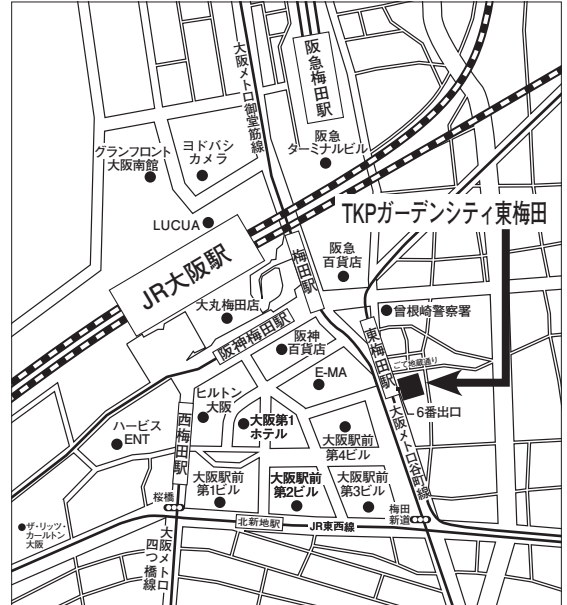 大阪メトロ御堂筋線
阪急梅田駅
グランフロント
大阪南館
ヨドバシ
カメラ
阪急
ターミナルビル
LUCUA
TKPガーデンシティ東梅田
JR大阪駅
梅田駅
阪急
百貨店
大丸梅田店
阪神梅田駅
阪神
百貨店
曽根崎警察署
東梅田駅
ごて地蔵通り
E-MA
6番出口
ヒルトン
大阪
大阪第1
ホテル
ハービス
ENT
西梅田駅
大阪駅前
第4ビル
大阪メトロ谷町線
大阪駅前
第1ビル
大阪駅前
第2ビル
大阪駅前
第3ビル
桜橋
梅田
新道
北新地駅
JR東西線
ザ・リッツ・
カールトン
大阪
大阪メトロ
四つ橋線